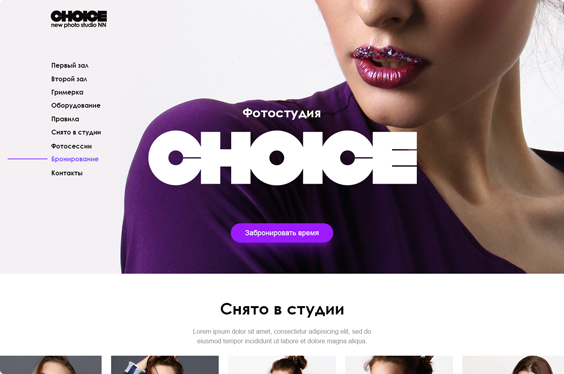 CHOICE
new photo studio NN
Первый зал
Второй зал
Гримерка
Оборудование
Правила
Снято в студии
Фотосессии
Бронирование
Контакты
Фотостудия
CHOICE
Забронировать время
Снято в студии
Lorem ipsum dolor sit amet, consectetur adipisicing elit, sed do
eiusmod tempor incididunt ut labore et dolore magna aliqua.